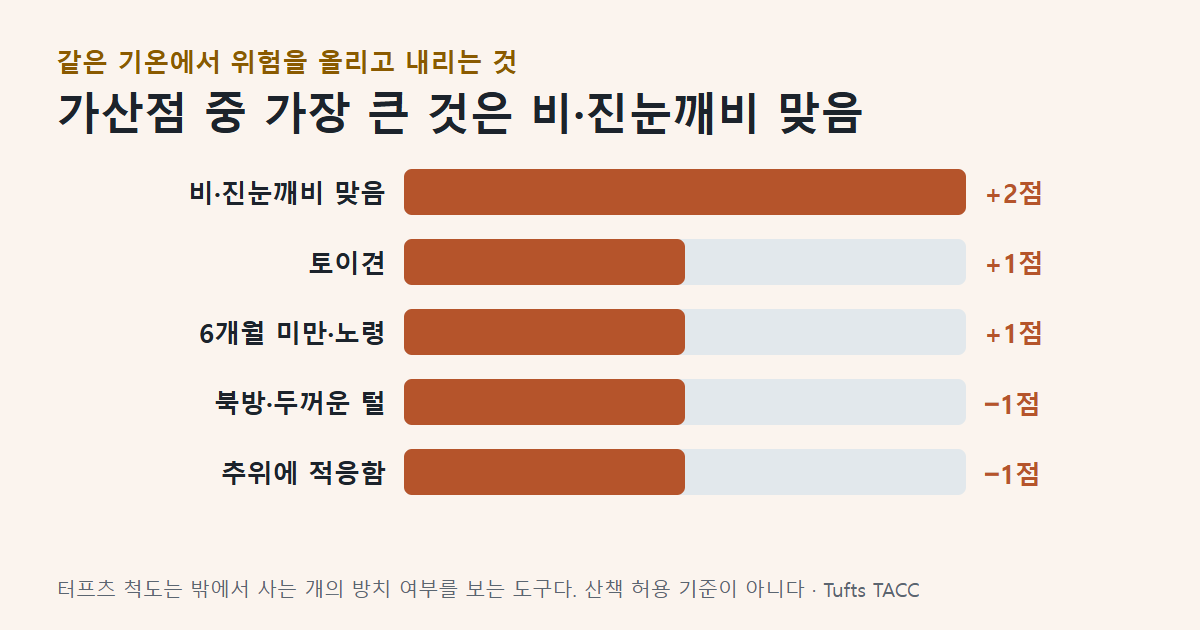 같은 기온에서 위험을 올리고 내리는 것
가산점 중 가장 큰 것은 비·진눈깨비 맞음
비·진눈깨비 맞음 +2점
토이견 +1점
6개월 미만·노령 +1점
북방·두꺼운 털 −1점
추위에 적응함 −1점
터프츠 척도는 밖에서 사는 개의 방치 여부를 보는 도구다. 산책 허용 기준이 아니다 · Tufts TACC